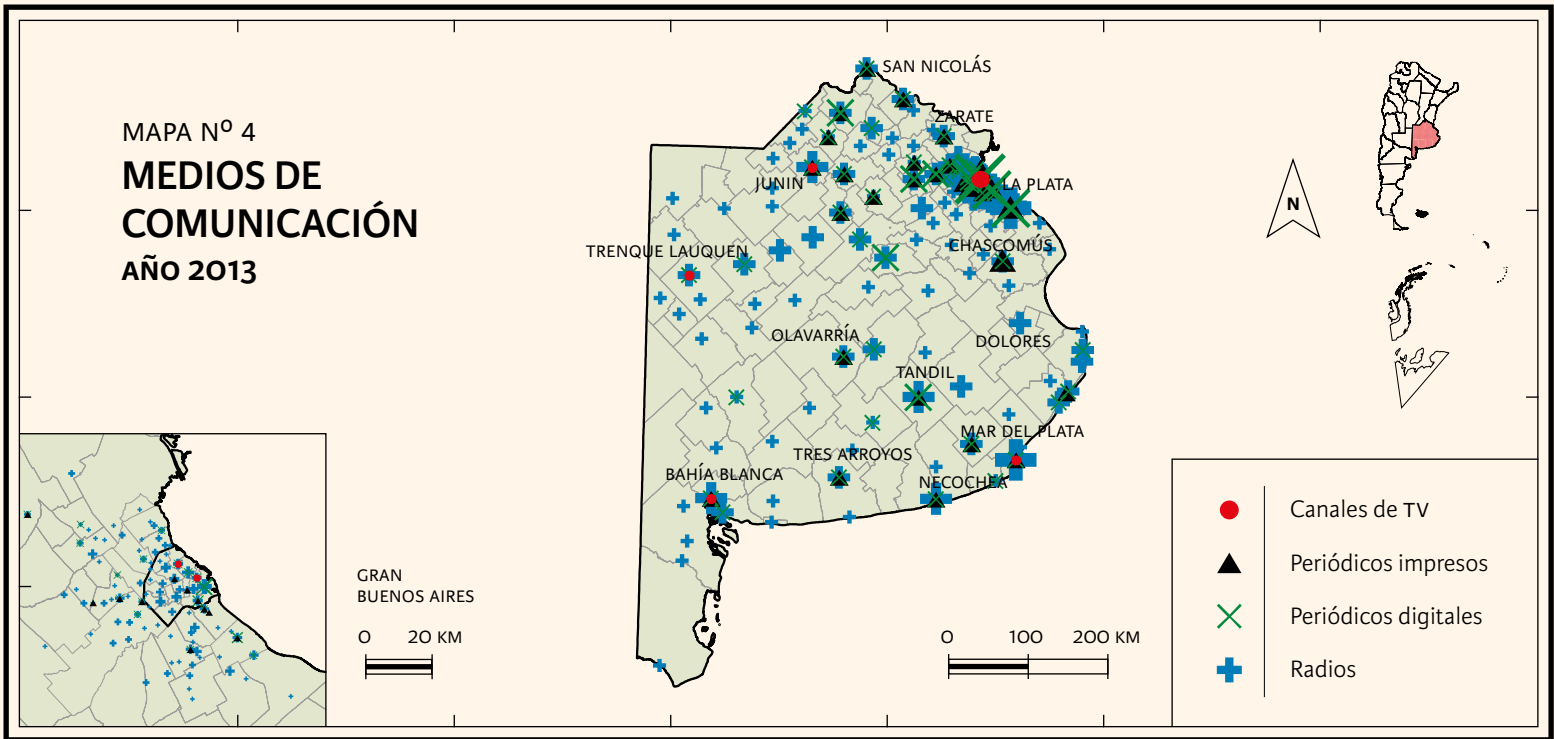 MAPA Nº 4
MEDIOS DE
COMUNICACIÓN
AÑO 2013
SAN NICOLÁS
ZARATE
JUNIN
LA PLATA
CHASCOMÚS
TRENQUE LAUQUEN
OLAVARRÍA
DOLORES
TANDIL
MAR DEL PLATA
TRES ARROYOS
BAHÍA BLANCA
NECOCHEA
N
GRAN
BUENOS AIRES
0 20 KM
0 100 200 KM
Canales de TV
Periódicos impresos
Periódicos digitales
Radios